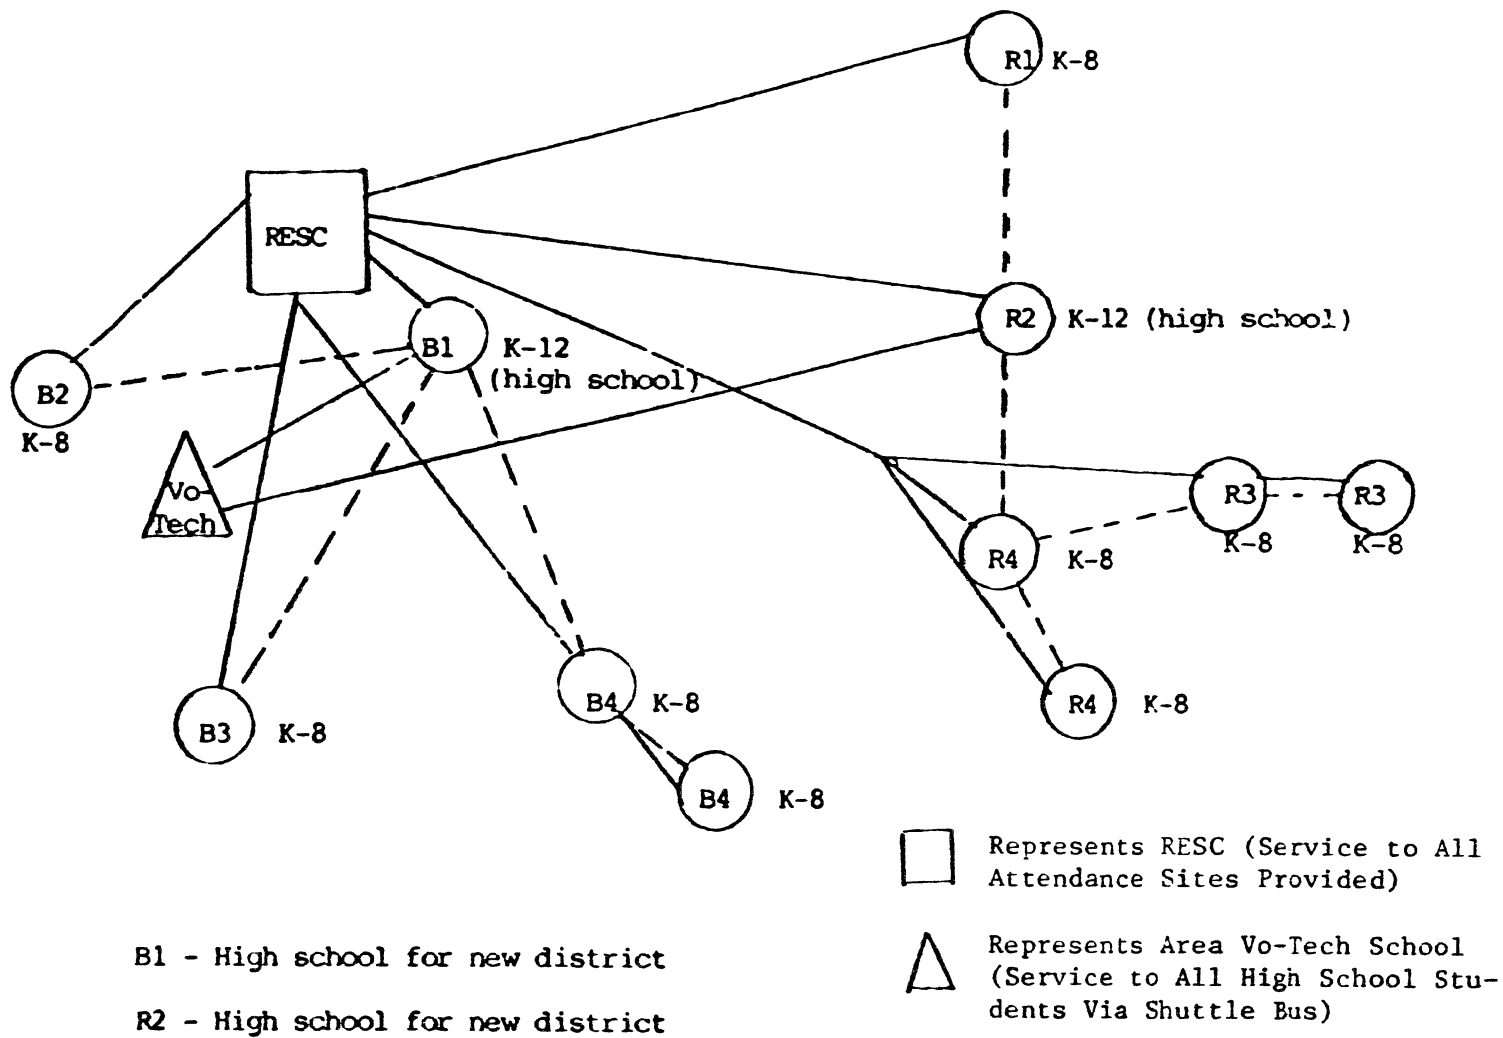 R1 K-8
RESC
R2 K-12 (high school)
B1 K-12
(high school)
B2
K-8
Vo-
Tech
R3 R3
K-8 K-8
R4 K-8
B3 K-8
B4 K-8
R4 K-8
B4 K-8
Represents RESC (Service to All
Attendance Sites Provided)
B1 - High school for new district
Represents Area Vo-Tech School
(Service to All High School Stu-
dents Via Shuttle Bus)
R2 - High school for new district